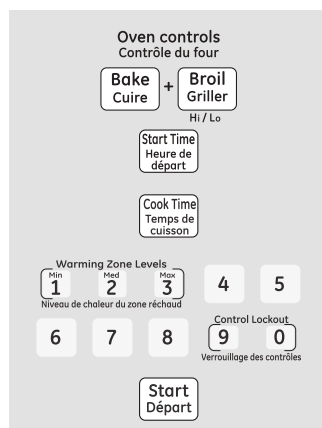 Oven controls
Contrôle du four
Bake
Cuire
+
Broil
Griller
Hi / Lo
Start Time
Heure de
départ
Cook Time
Temps de
cuisson
Warming Zone Levels
Min Med Max
1 2 3 4 5
Niveau de chaleur du zone réchaud
Control Lockout
6 7 8 9 0
Verrouillage des contrôles
Start
Départ